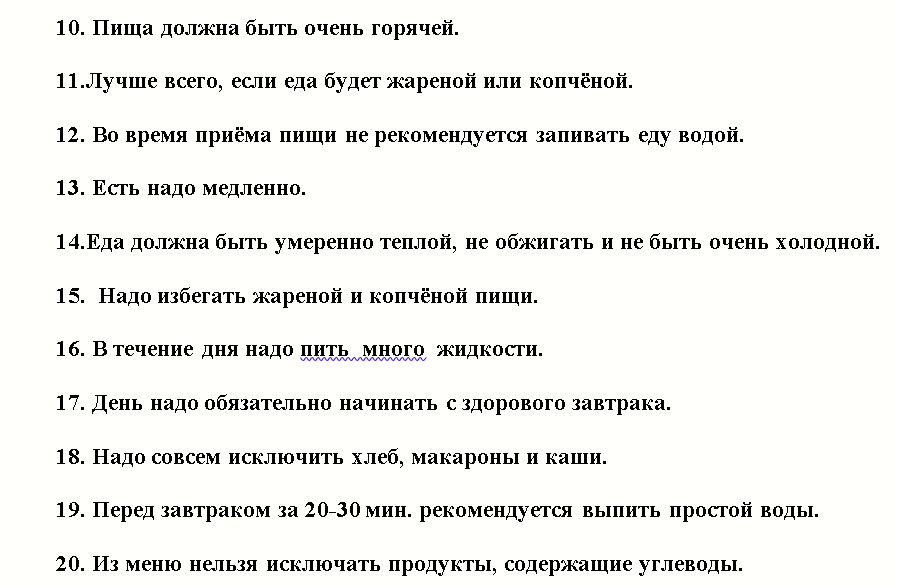 10. Пища должна быть очень горячей.
11.Лучше всего, если еда будет жареной или копчёной.
12. Во время приёма пищи не рекомендуется запивать еду водой.
13. Есть надо медленно.
14.Еда должна быть умеренно теплой, не обжигать и не быть очень холодной.
15.  Надо избегать жареной и копчёной пищи.
16. В течение дня надо пить  много  жидкости.
17. День надо обязательно начинать с здорового завтрака.
18. Надо совсем исключить хлеб, макароны и каши.
19. Перед завтраком за 20-30 мин. рекомендуется выпить простой воды.
20. Из меню нельзя исключать продукты, содержащие углеводы.